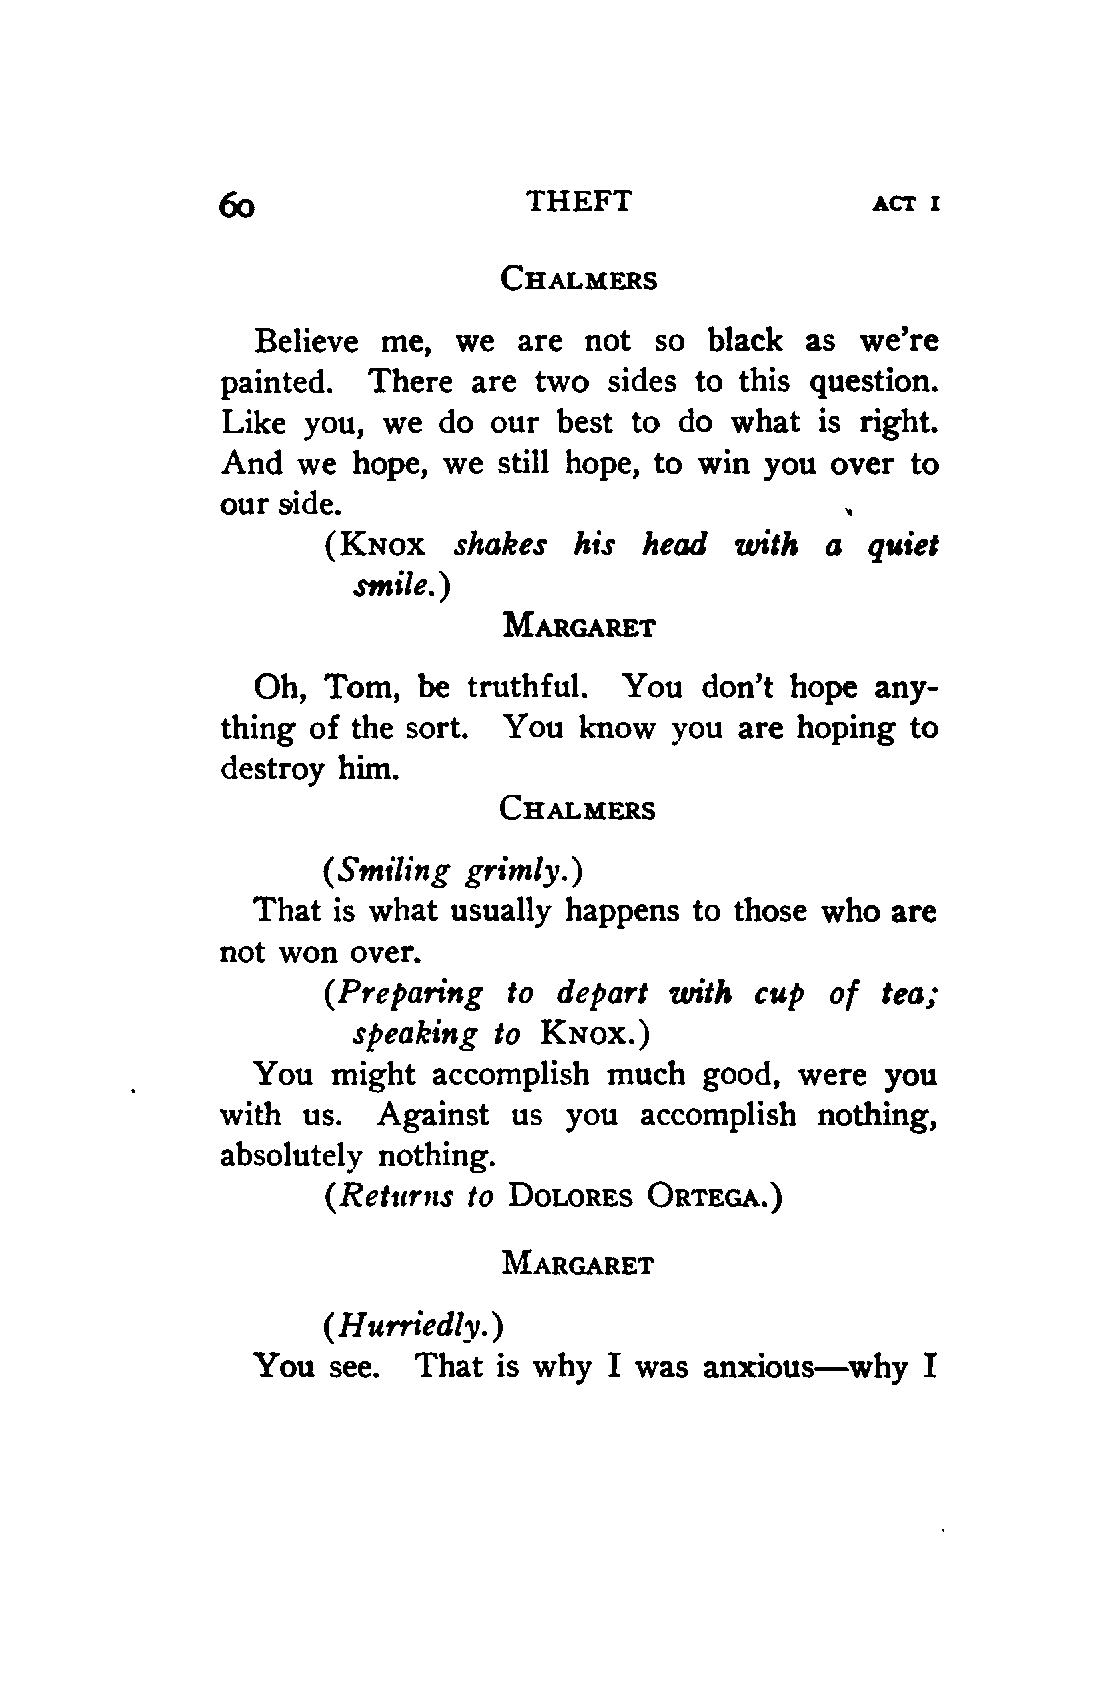 60 THEFT ACT I
CHALMERS
Believe me, we are not so black as we're
painted. There are two sides to this question.
Like you, we do our best to do what is right.
And we hope, we still hope, to win you over to
our side.
(KNOX shakes his head with a quiet
smile.)
MARGARET
Oh, Tom, be truthful. You don't hope any-
thing of the sort. You know you are hoping to
destroy him.
CHALMERS
(Smiling grimly.)
That is what usually happens to those who are
not won over.
(Preparing to depart with cup of tea;
speaking to KNOX.)
You might accomplish much good, were you
with us. Against us you accomplish nothing,
absolutely nothing.
(Returns to DOLORES ORTEGA.)
MARGARET
(Hurriedly.)
You see. That is why I was anxious—why I